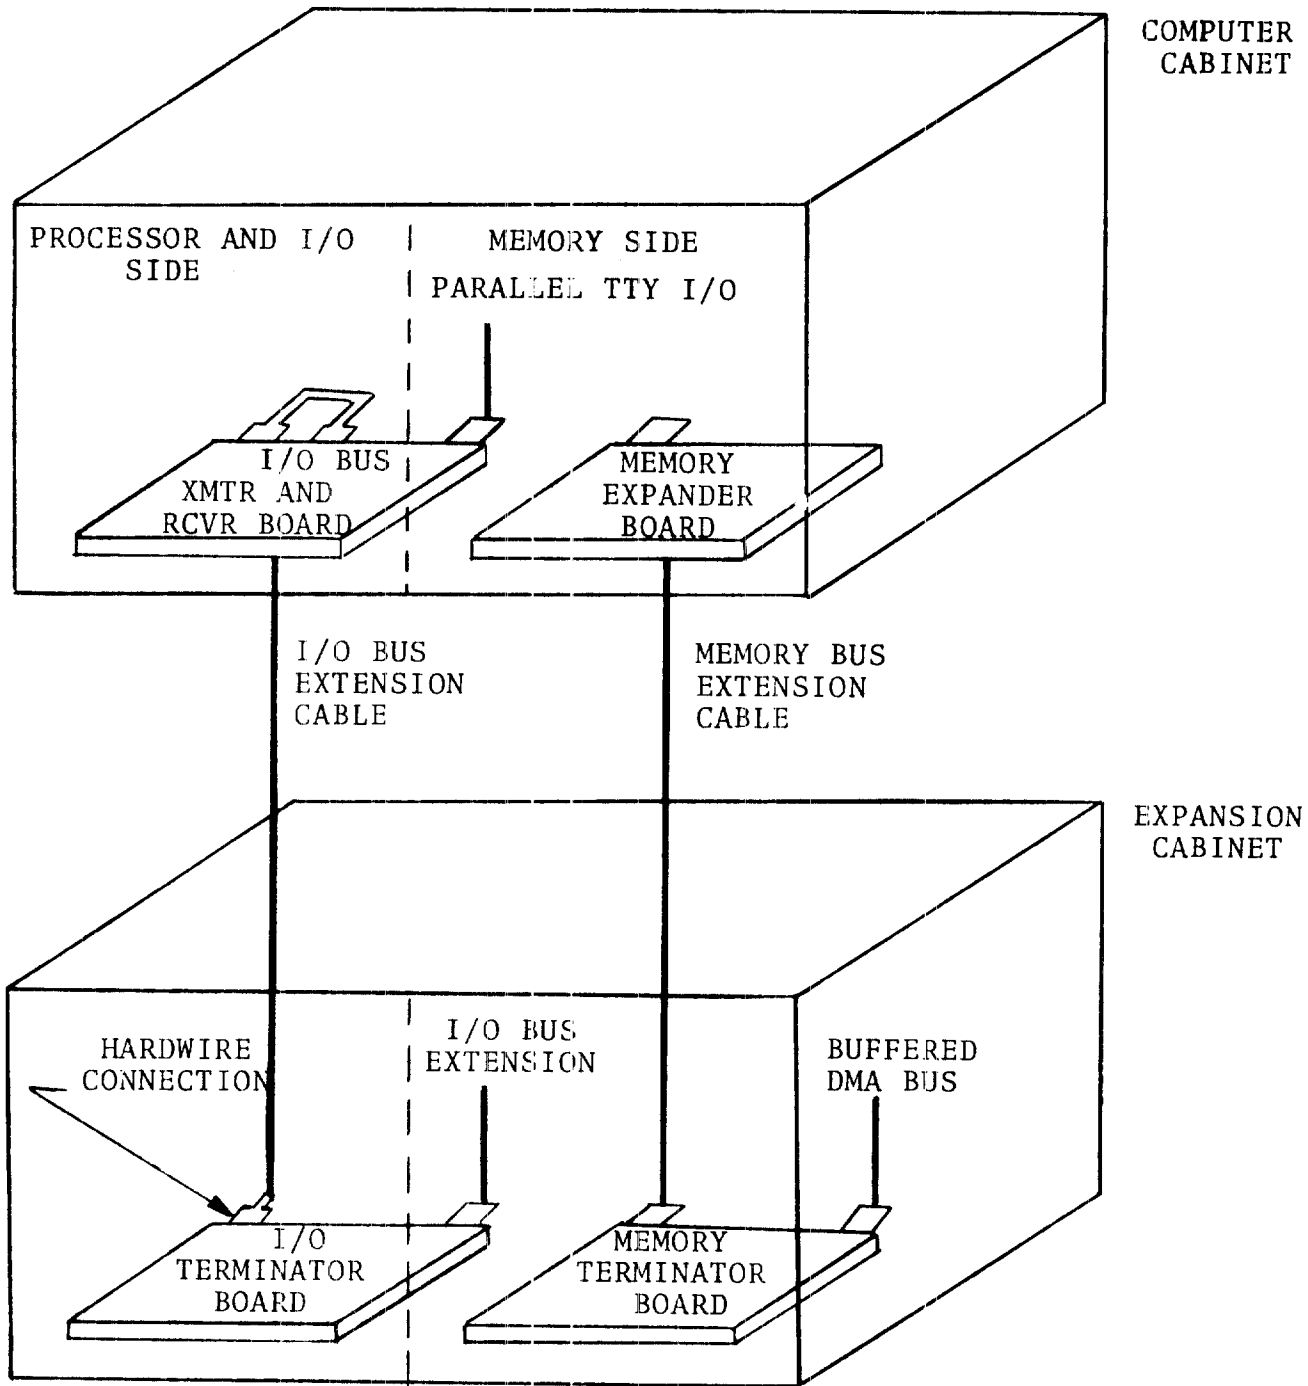 COMPUTER
CABINET
PROCESSOR AND I/O
SIDE
MEMORY SIDE
PARALLEL TTY I/O
I/O BUS
XMTR AND
RCVR BOARD
MEMORY
EXPANDER
BOARD
I/O BUS
EXTENSION
CABLE
MEMORY BUS
EXTENSION
CABLE
EXPANSION
CABINET
HARDWIRE
CONNECTION
I/O BUS
EXTENSION
BUFFERED
DMA BUS
I/O
TERMINATOR
BOARD
MEMORY
TERMINATOR
BOARD